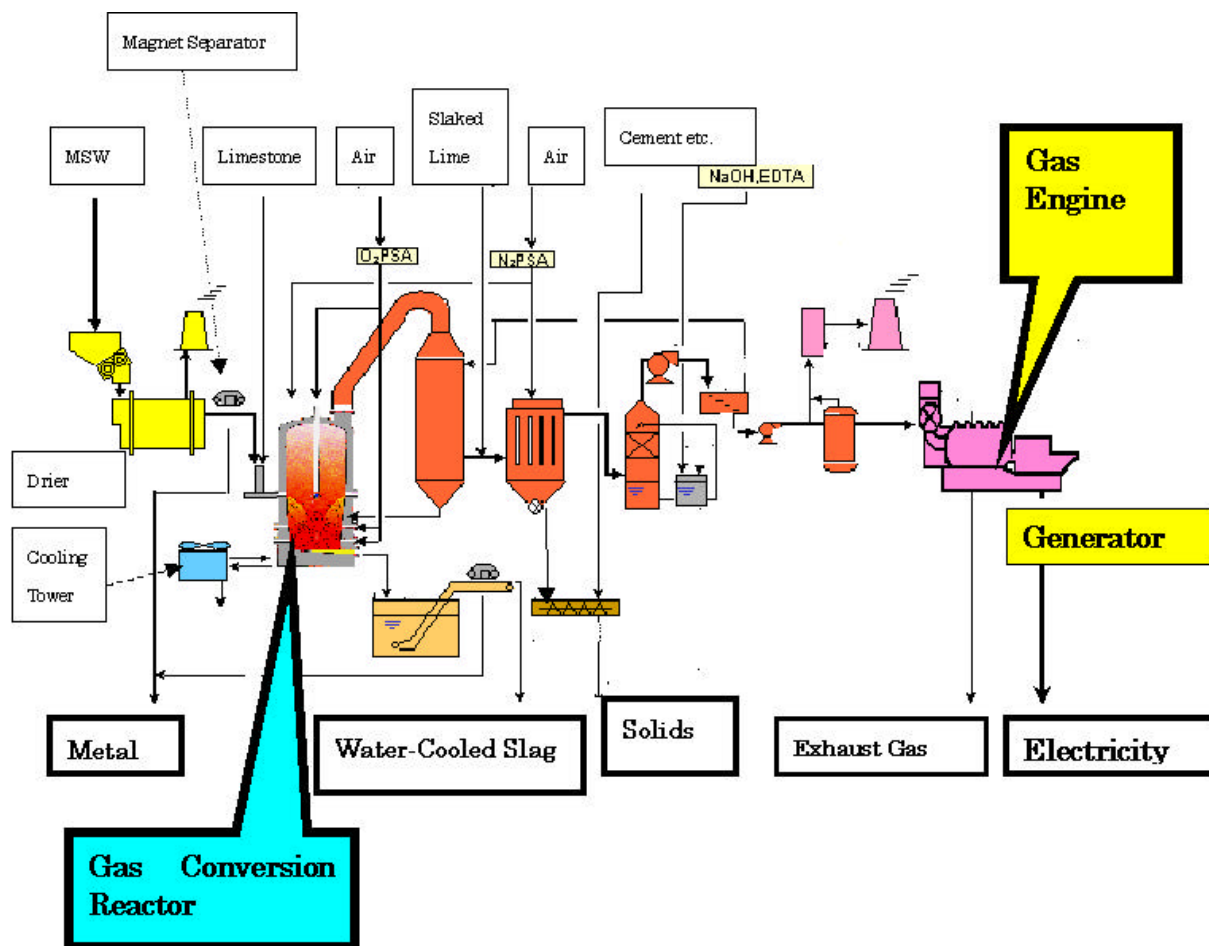 Magnet Separator
MSW
Limestone
Air
Slaked
Lime
Air
Cement etc.
NaOH,EDTA
Gas
Engine
O₂PSA
N₂PSA
Drier
Cooling
Tower
Generator
Metal
Water-Cooled Slag
Solids
Exhaust Gas
Electricity
Gas Conversion
Reactor